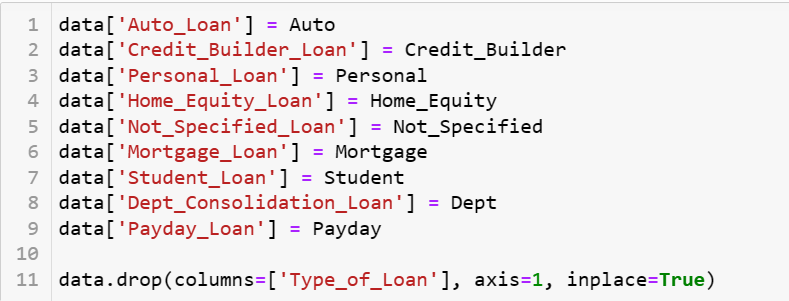 1 data['Auto_Loan'] = Auto
2 data['Credit_Builder_Loan'] = Credit_Builder
3 data['Personal_Loan'] = Personal
4 data['Home_Equity_Loan'] = Home_Equity
5 data['Not_Specified_Loan'] = Not_Specified
6 data['Mortgage_Loan'] = Mortgage
7 data['Student_Loan'] = Student
8 data['Dept_Consolidation_Loan'] = Dept
9 data['Payday_Loan'] = Payday
10
11 data.drop(columns=['Type_of_Loan'], axis=1, inplace=True)